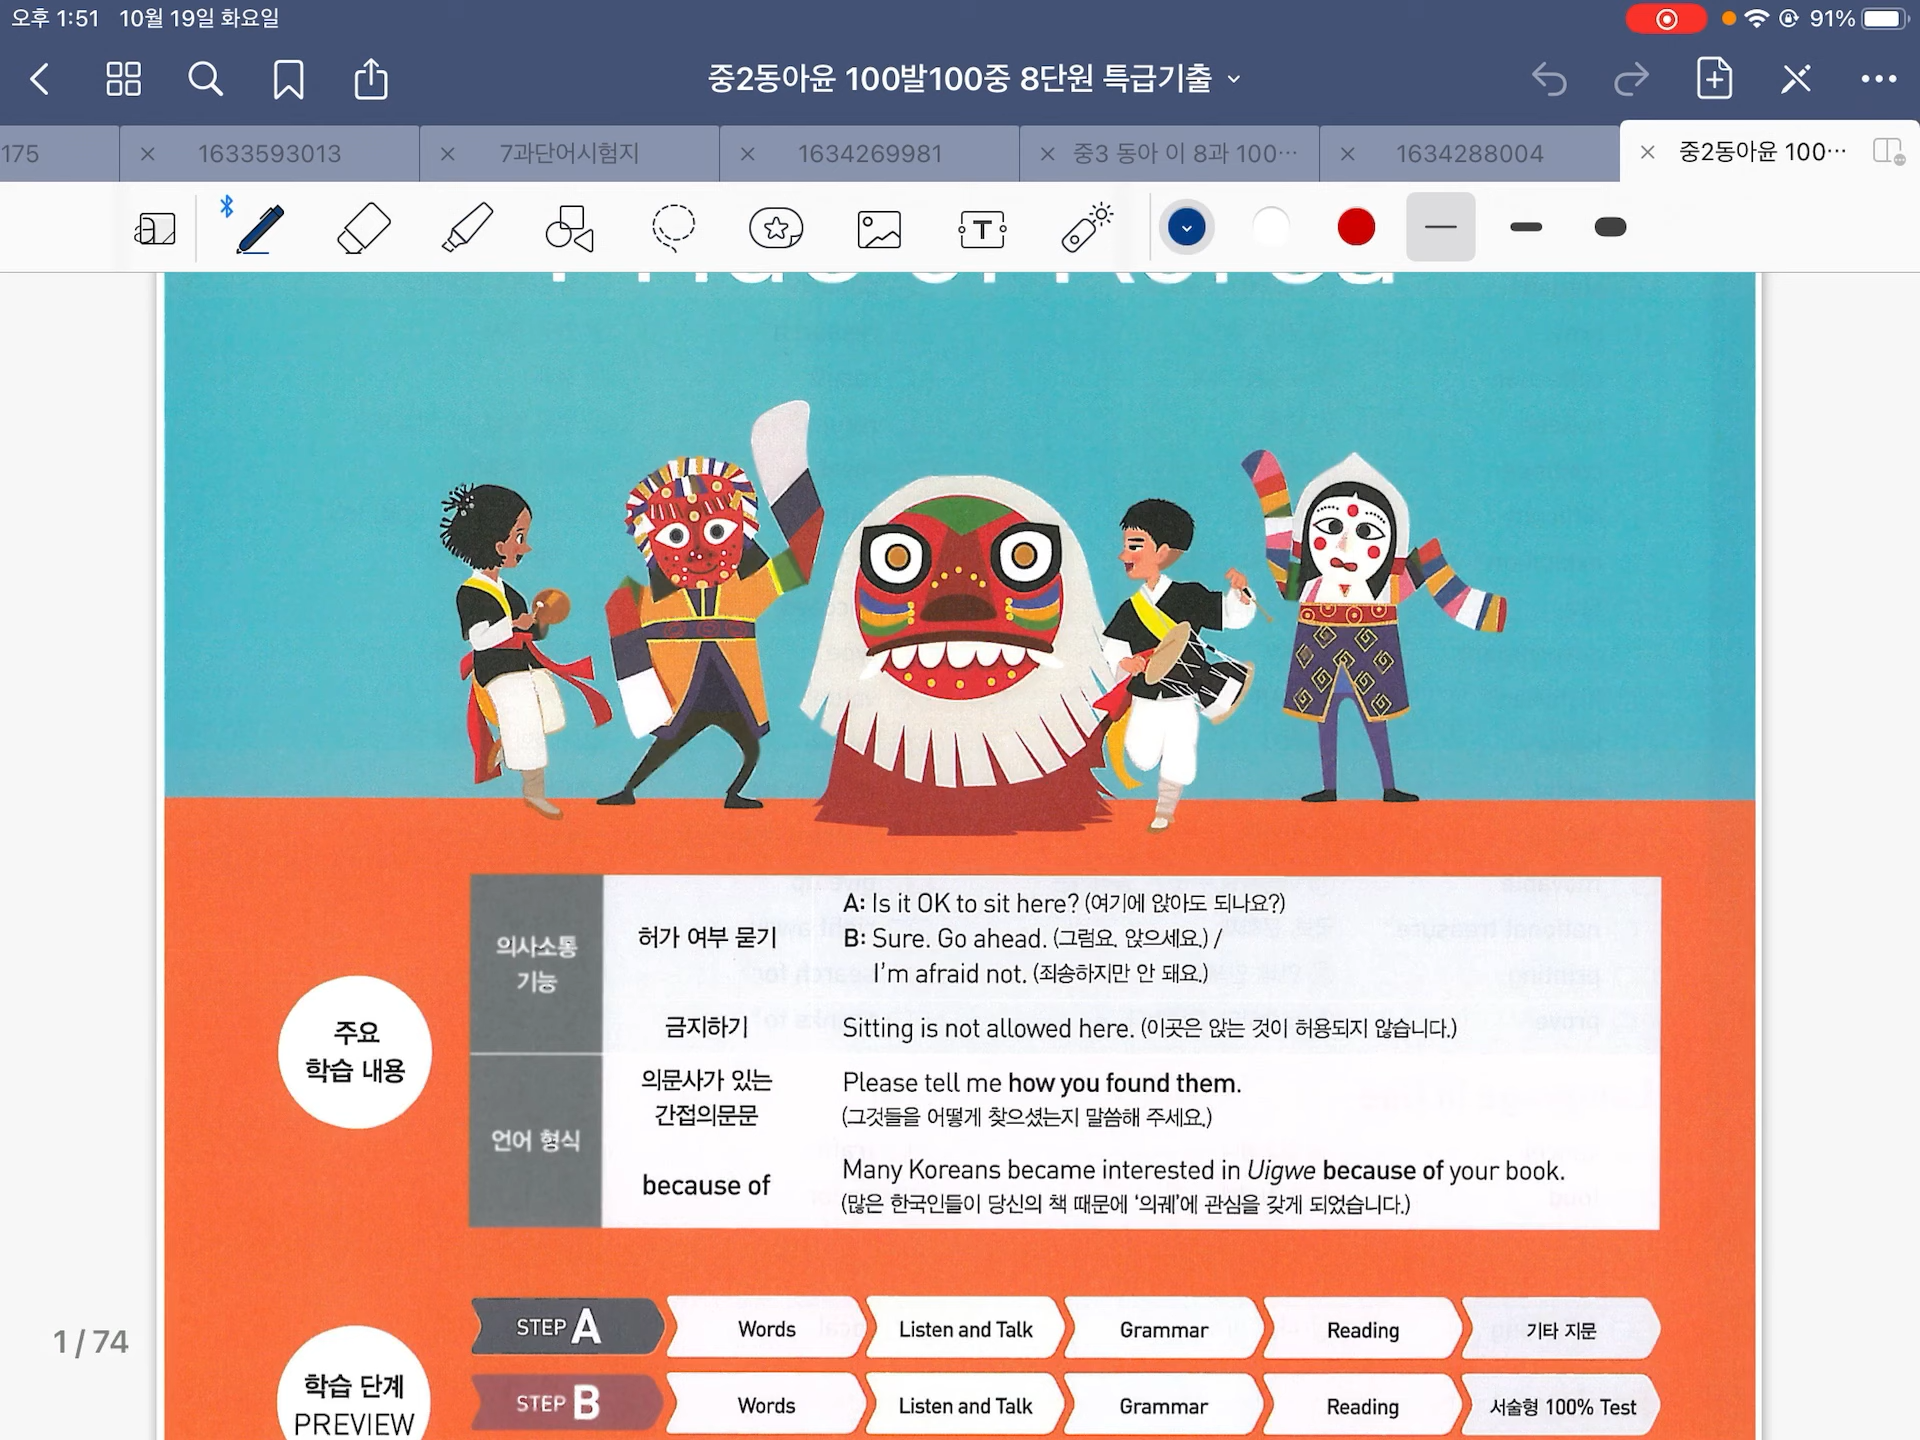 오후 1:51 10월 19일 화요일
91%
중2동아윤 100발100중 8단원 특급기출
175
1633593013
7과단어시험지
1634269981
중3 동아 이 8과 100…
1634288004
중2동아윤 100…
주요
학습 내용
의사소통
기능
허가 여부 묻기
A: Is it OK to sit here? (여기에 앉아도 되나요?)
B: Sure. Go ahead. (그럼요, 앉으세요.) /
I'm afraid not. (죄송하지만 안 돼요.)
금지하기
Sitting is not allowed here. (이곳은 앉는 것이 허용되지 않습니다.)
언어 형식
의문사가 있는
간접의문문
Please tell me how you found them.
(그것들을 어떻게 찾으셨는지 말씀해 주세요.)
because of
Many Koreans became interested in Uigwe because of your book.
(많은 한국인들이 당신의 책 때문에 '의궤'에 관심을 갖게 되었습니다.)
1 / 74
학습 단계
PREVIEW
STEP A
Words
Listen and Talk
Grammar
Reading
기타 지문
STEP B
Words
Listen and Talk
Grammar
Reading
서술형 100% Test